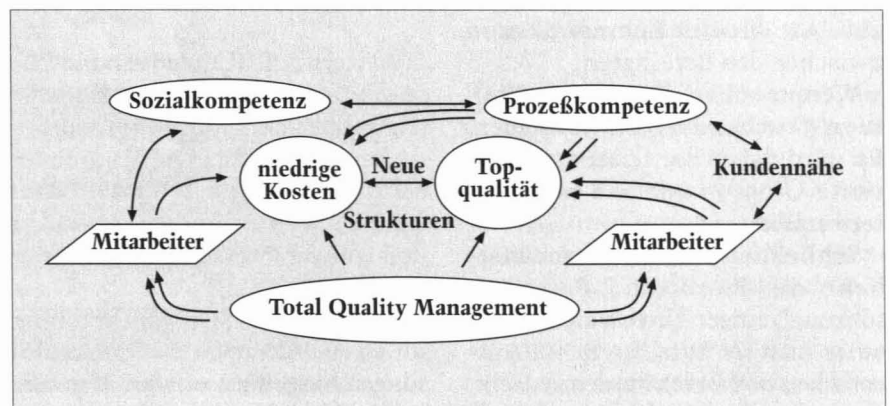 Sozialkompetenz
Prozeßkompetenz
niedrige
Kosten
Neue
Strukturen
Top-
qualität
Kundennähe
Mitarbeiter
Mitarbeiter
Total Quality Management